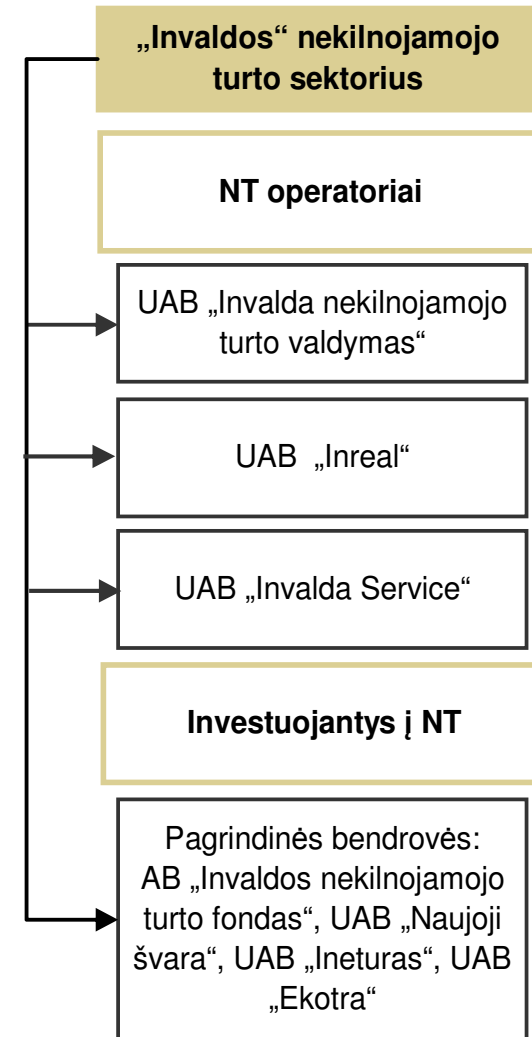 „Invaldos“ nekilnojamojo
turto sektorius
NT operatoriai
UAB „Invalda nekilnojamojo
turto valdymas“
UAB „Inreal“
UAB „Invalda Service“
Investuojantys į NT
Pagrindinės bendrovės:
AB „Invaldos nekilnojamojo
turto fondas“, UAB „Naujoji
švara“, UAB „Ineturas“, UAB
„Ekotra“